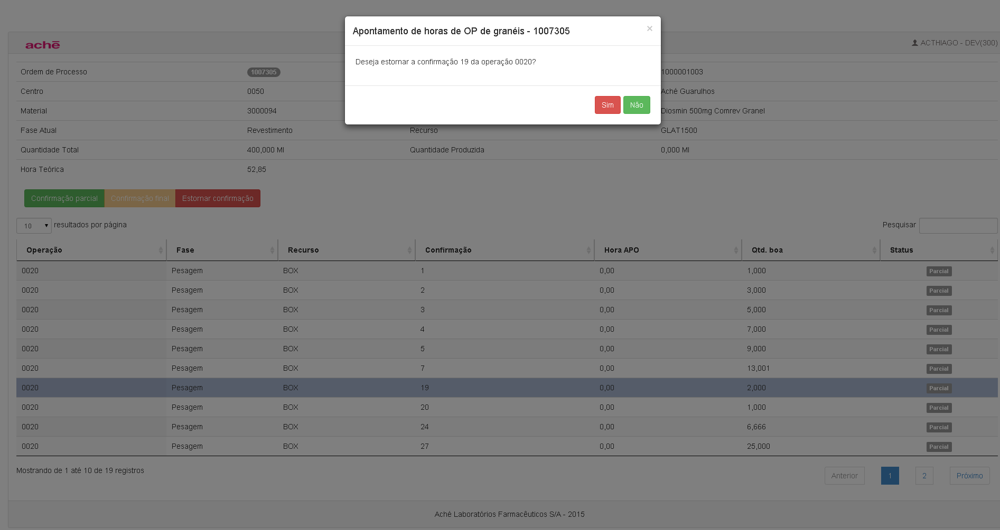 Apontamento de horas de OP de granéis - 1007305 ×
Deseja estornar a confirmação 19 da operação 0020?
Sim Não
achē
ACTHIAGO - DEV(300)
Ordem de Processo 1007305 1000001003
Centro 0050 Aché Guarulhos
Material 3000094 Diosmin 500mg Comrev Granel
Fase Atual Revestimento Recurso GLAT1500
Quantidade Total 400,000 MI Quantidade Produzida 0,000 MI
Hora Teórica 52,85
Confirmação parcial Confirmação final Estornar confirmação
10 resultados por página Pesquisar
Operação Fase Recurso Confirmação Hora APO Qtd. boa Status
0020 Pesagem BOX 1 0,00 1,000 Parcial
0020 Pesagem BOX 2 0,00 3,000 Parcial
0020 Pesagem BOX 3 0,00 5,000 Parcial
0020 Pesagem BOX 4 0,00 7,000 Parcial
0020 Pesagem BOX 5 0,00 9,000 Parcial
0020 Pesagem BOX 7 0,00 13,001 Parcial
0020 Pesagem BOX 19 0,00 2,000 Parcial
0020 Pesagem BOX 20 0,00 1,000 Parcial
0020 Pesagem BOX 24 0,00 6,666 Parcial
0020 Pesagem BOX 27 0,00 25,000 Parcial
Mostrando de 1 até 10 de 19 registros
Anterior 1 2 Próximo
Aché Laboratórios Farmacêuticos S/A - 2015